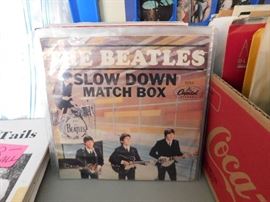 THE BEATLES
SLOW DOWN
MATCH BOX
Capitol
BEATLES
Tails
Coca